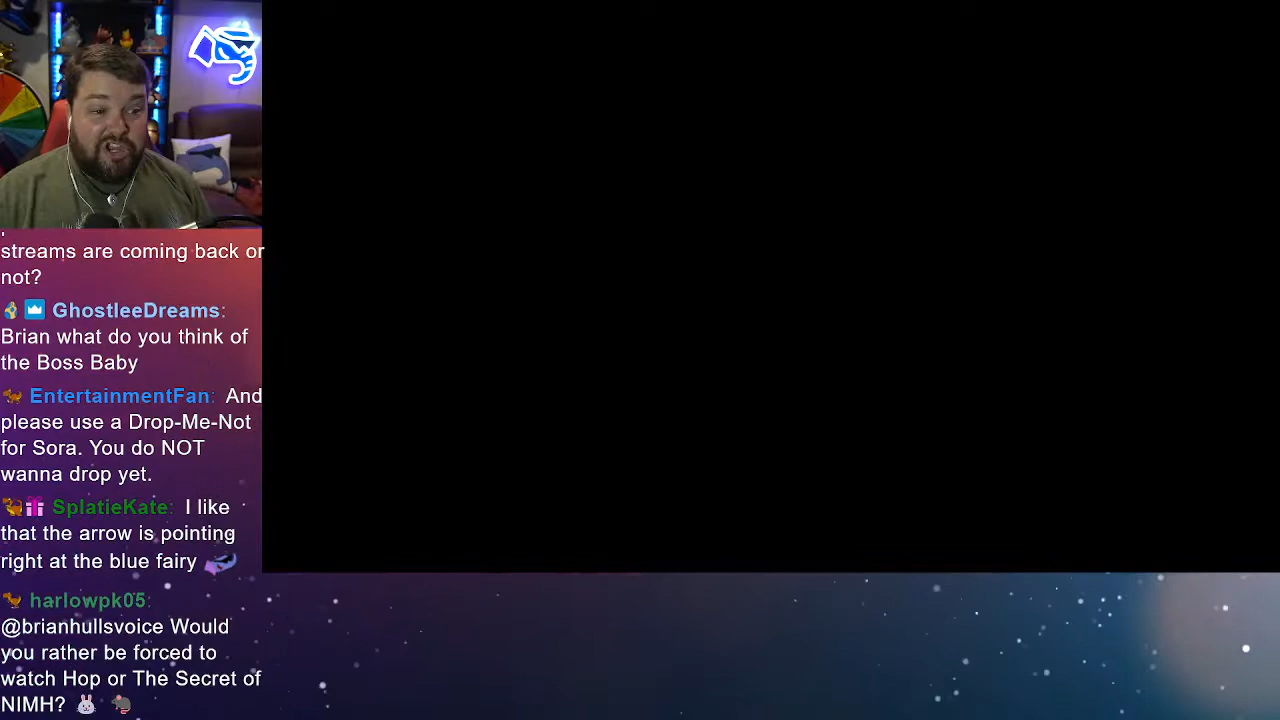 streams are coming back or
not?
GhostleeDreams:
Brian what do you think of
the Boss Baby
EntertainmentFan: And
please use a Drop-Me-Not
for Sora. You do NOT
wanna drop yet.
SplatieKate: I like
that the arrow is pointing
right at the blue fairy
harlowpk05:
@brianhullsvoice Would
you rather be forced to
watch Hop or The Secret of
NIMH?